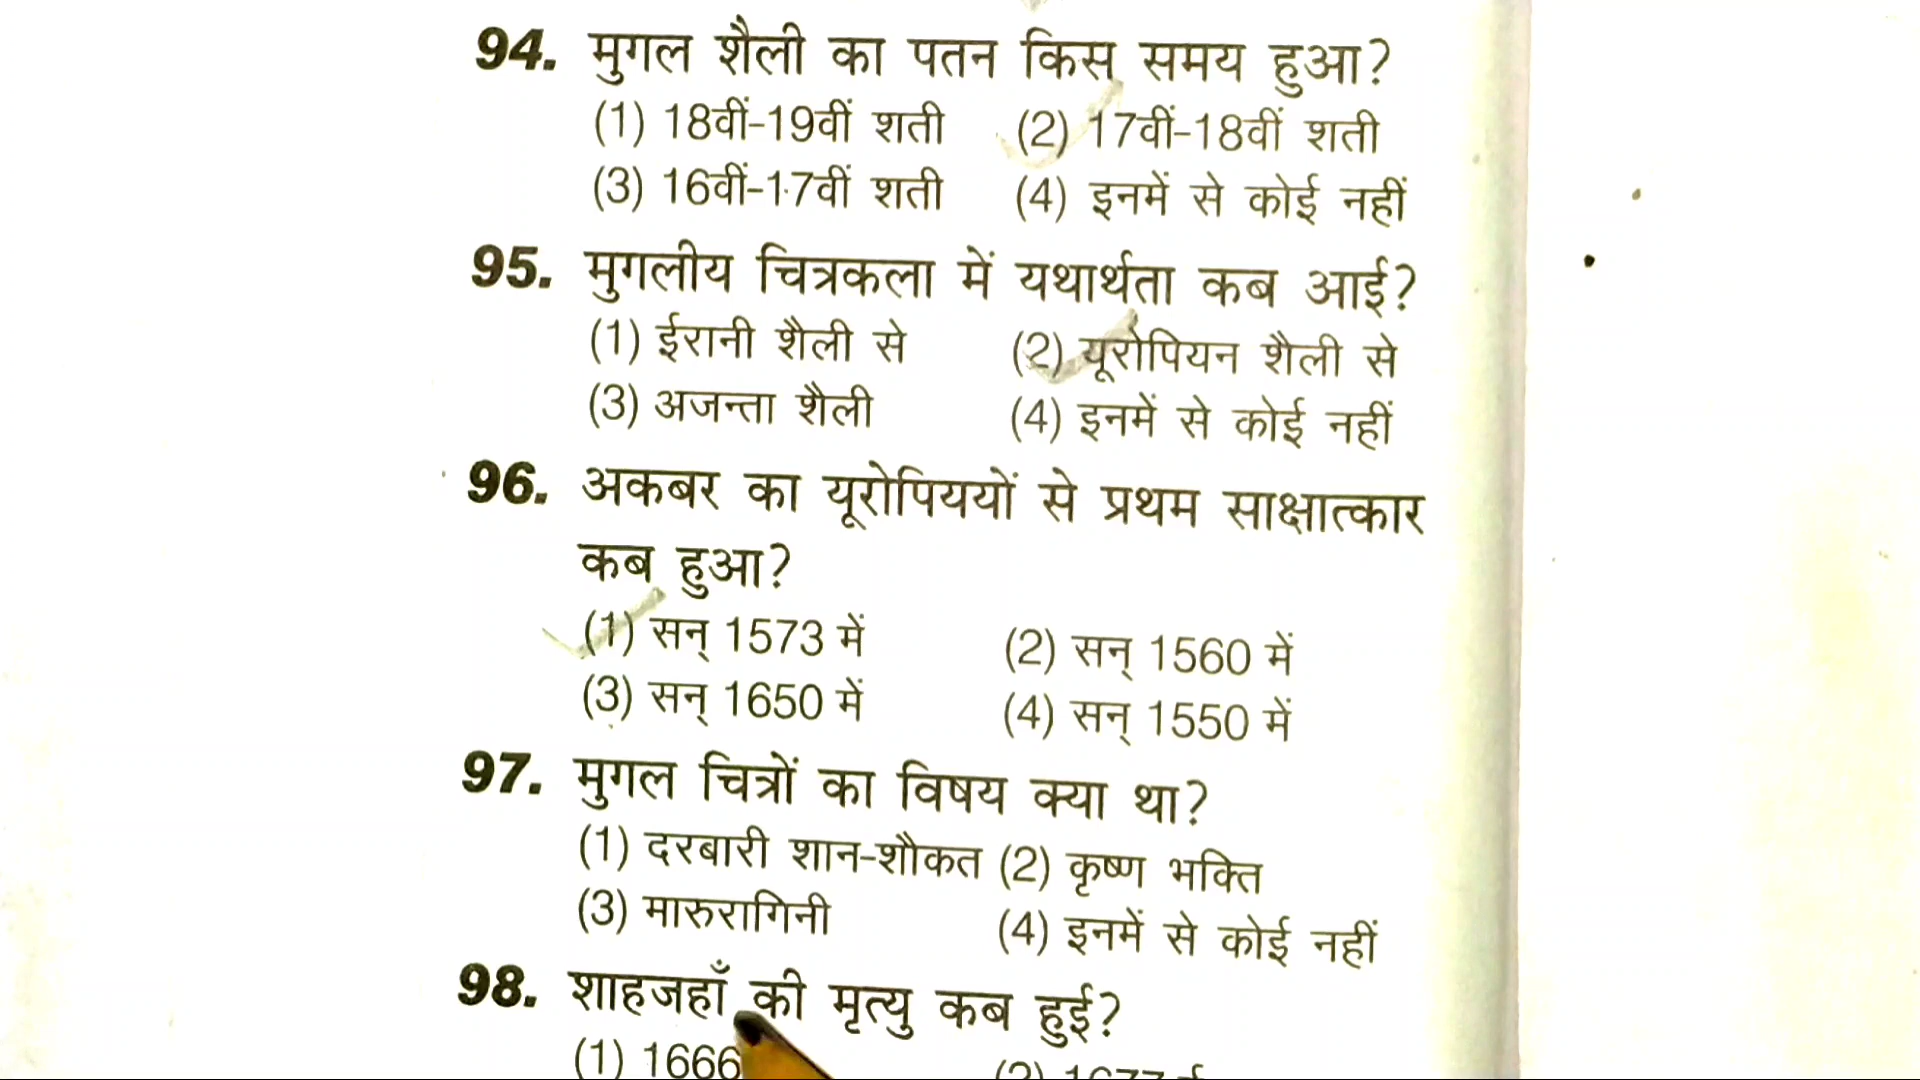 94. मुगल शैली का पतन किस समय हुआ?
(1) 18वीं-19वीं शती (2) 17वीं-18वीं शती
(3) 16वीं-17वीं शती (4) इनमें से कोई नहीं
95. मुगलीय चित्रकला में यथार्थता कब आई?
(1) ईरानी शैली से (2) यूरोपियन शैली से
(3) अजन्ता शैली (4) इनमें से कोई नहीं
96. अकबर का यूरोपिययों से प्रथम साक्षात्कार
कब हुआ?
(1) सन् 1573 में (2) सन् 1560 में
(3) सन् 1650 में (4) सन् 1550 में
97. मुगल चित्रों का विषय क्या था?
(1) दरबारी शान-शौकत (2) कृष्ण भक्ति
(3) मारुरागिनी (4) इनमें से कोई नहीं
98. शाहजहाँ की मृत्यु कब हुई?
(1) 1666 (2)